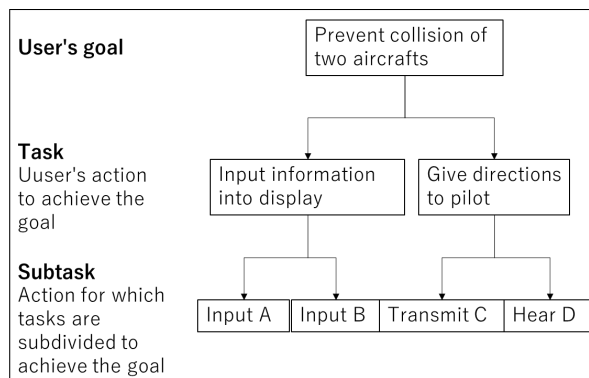 User's goal
Prevent collision of
two aircrafts
Task
Uuser's action
to achieve the
goal
Input information
into display
Give directions
to pilot
Subtask
Action for which
tasks are
subdivided to
achieve the goal
Input A
Input B
Transmit C
Hear D